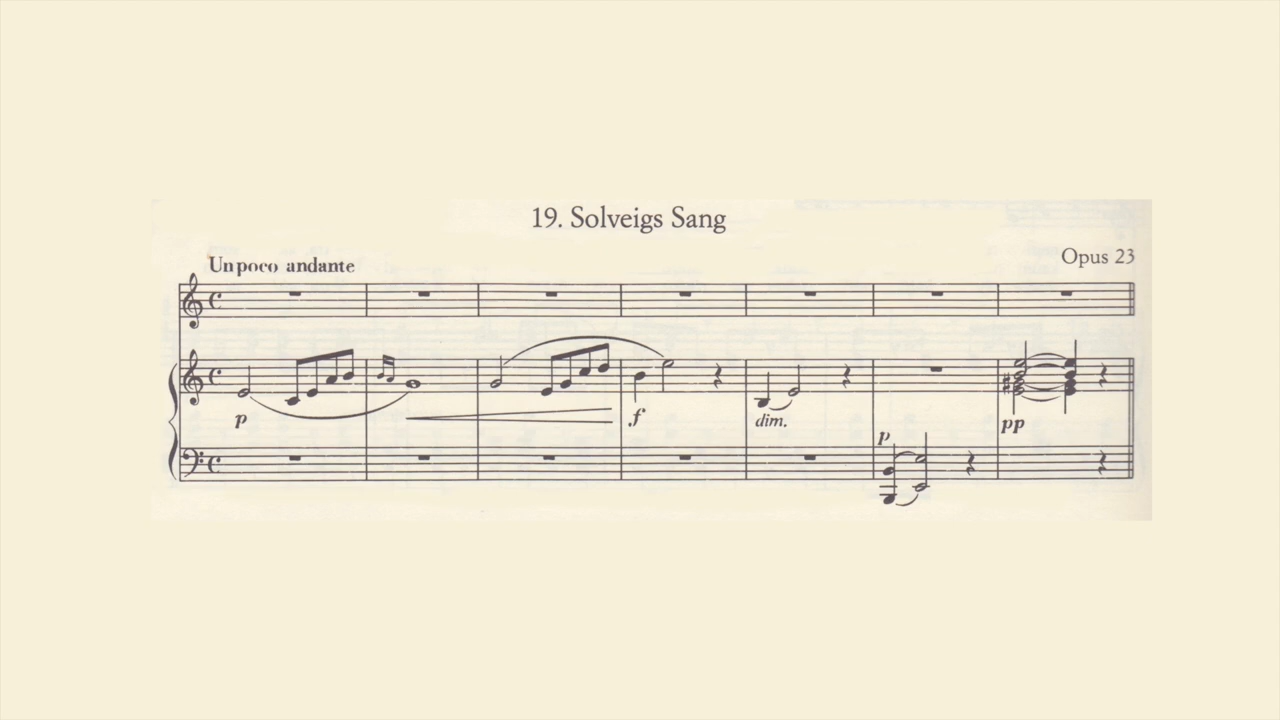 19. Solveigs Sang
Opus 23
Un poco andante
p
f
dim.
p
pp